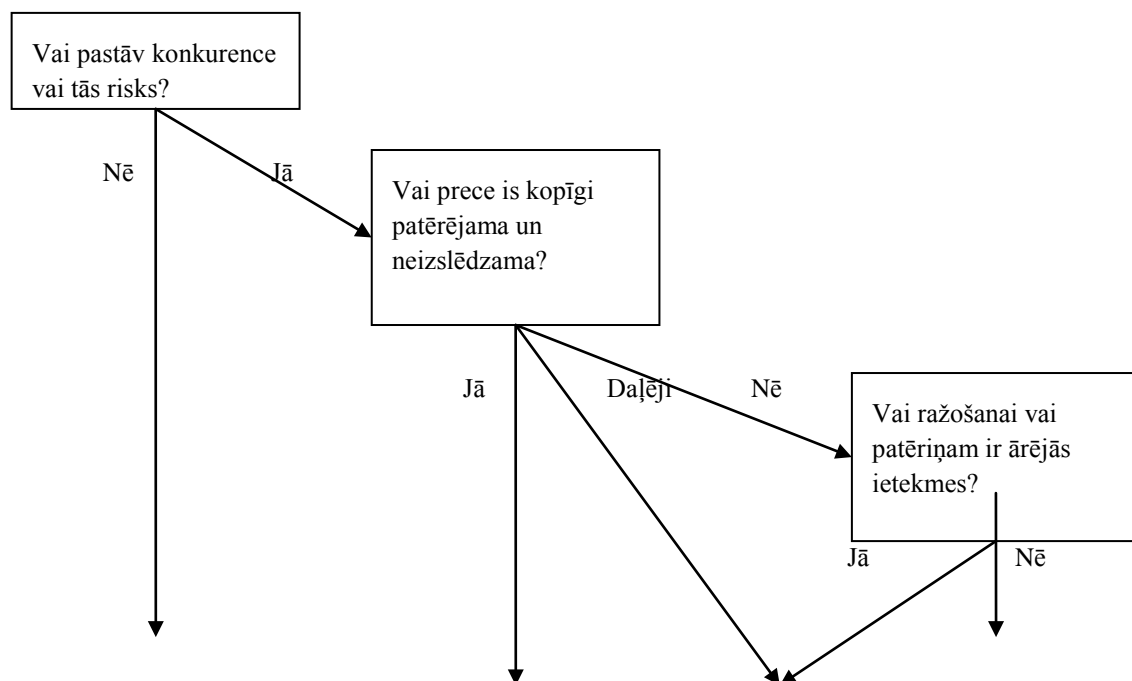 Vai pastāv konkurence
vai tās risks?
Nē
Jā
Vai prece is kopīgi
patērējama un
neizslēdzama?
Jā
Daļēji
Nē
Vai ražošanai vai
patēriņam ir ārējās
ietekmes?
Jā
Nē